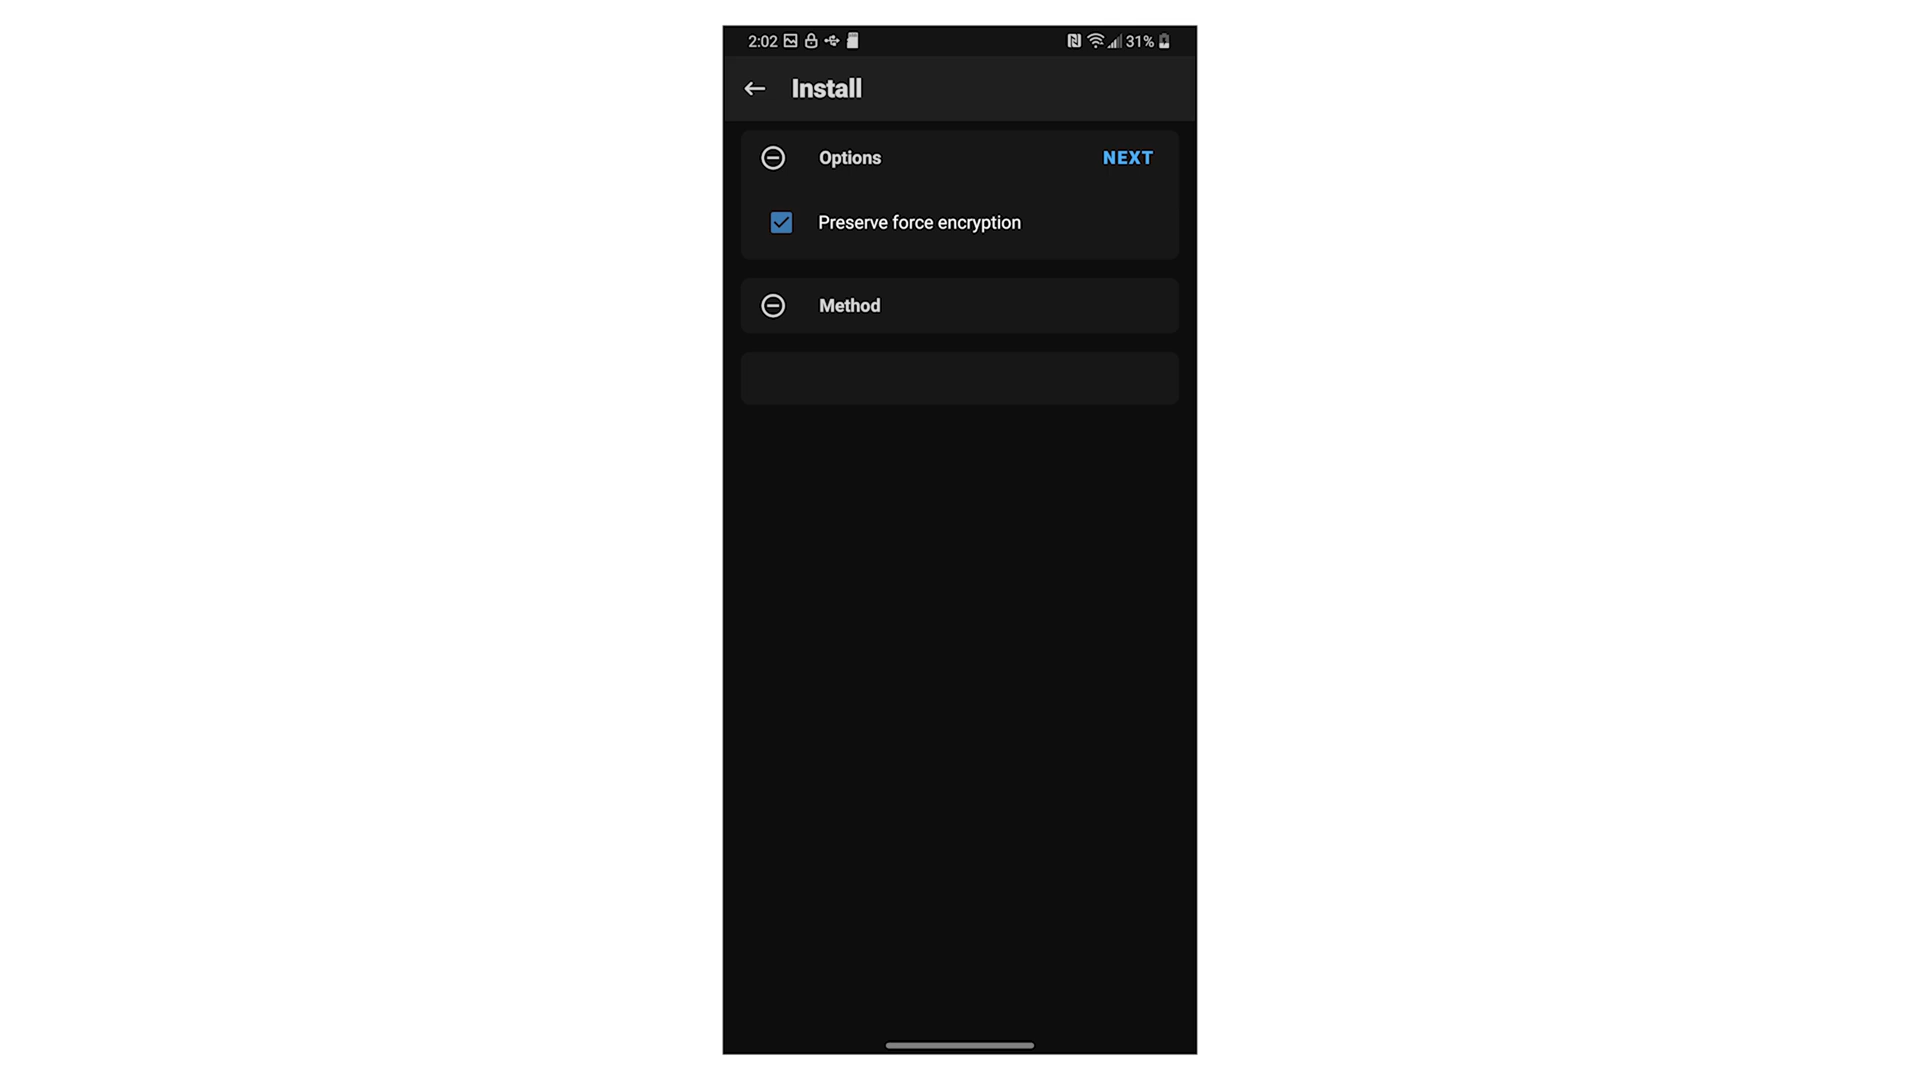 2:02 31%
Install
Options NEXT
Preserve force encryption
Method